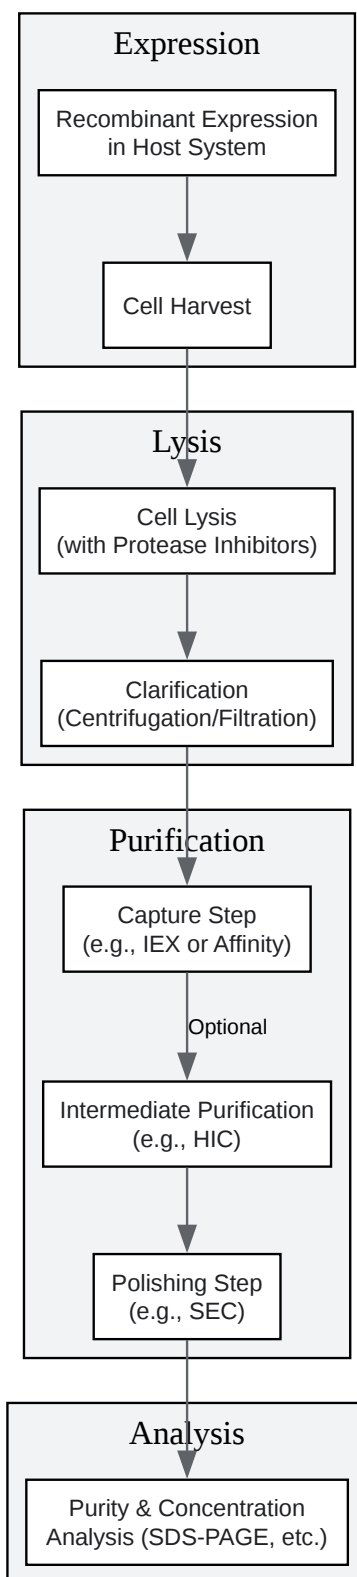 Expression
Recombinant Expression
in Host System
Cell Harvest
Lysis
Cell Lysis
(with Protease Inhibitors)
Clarification
(Centrifugation/Filtration)
Purification
Capture Step
(e.g., IEX or Affinity)
Optional
Intermediate Purification
(e.g., HIC)
Polishing Step
(e.g., SEC)
Analysis
Purity & Concentration
Analysis (SDS-PAGE, etc.)